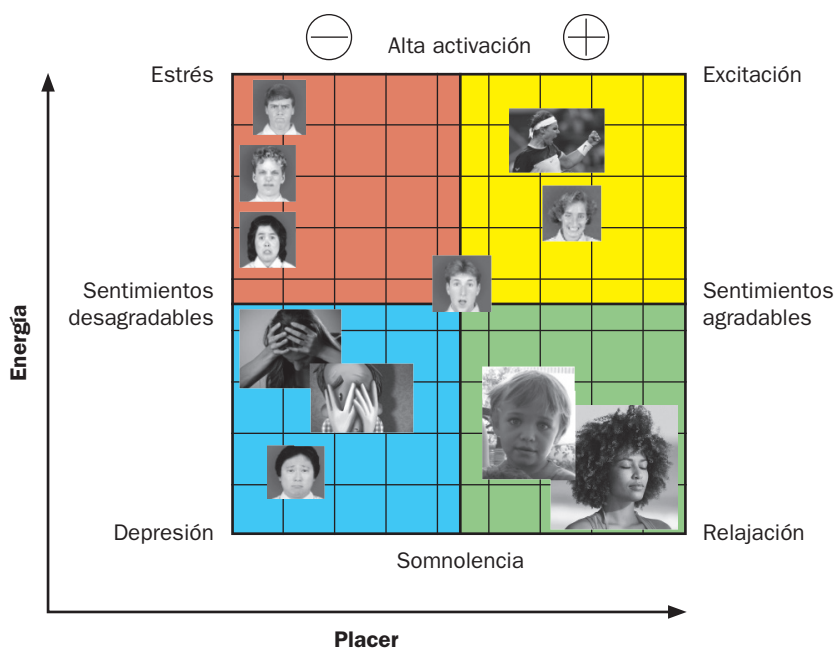 Alta activación
Estrés
Excitación
Sentimientos
desagradables
Sentimientos
agradables
Energía
Depresión
Relajación
Somnolencia
Placer